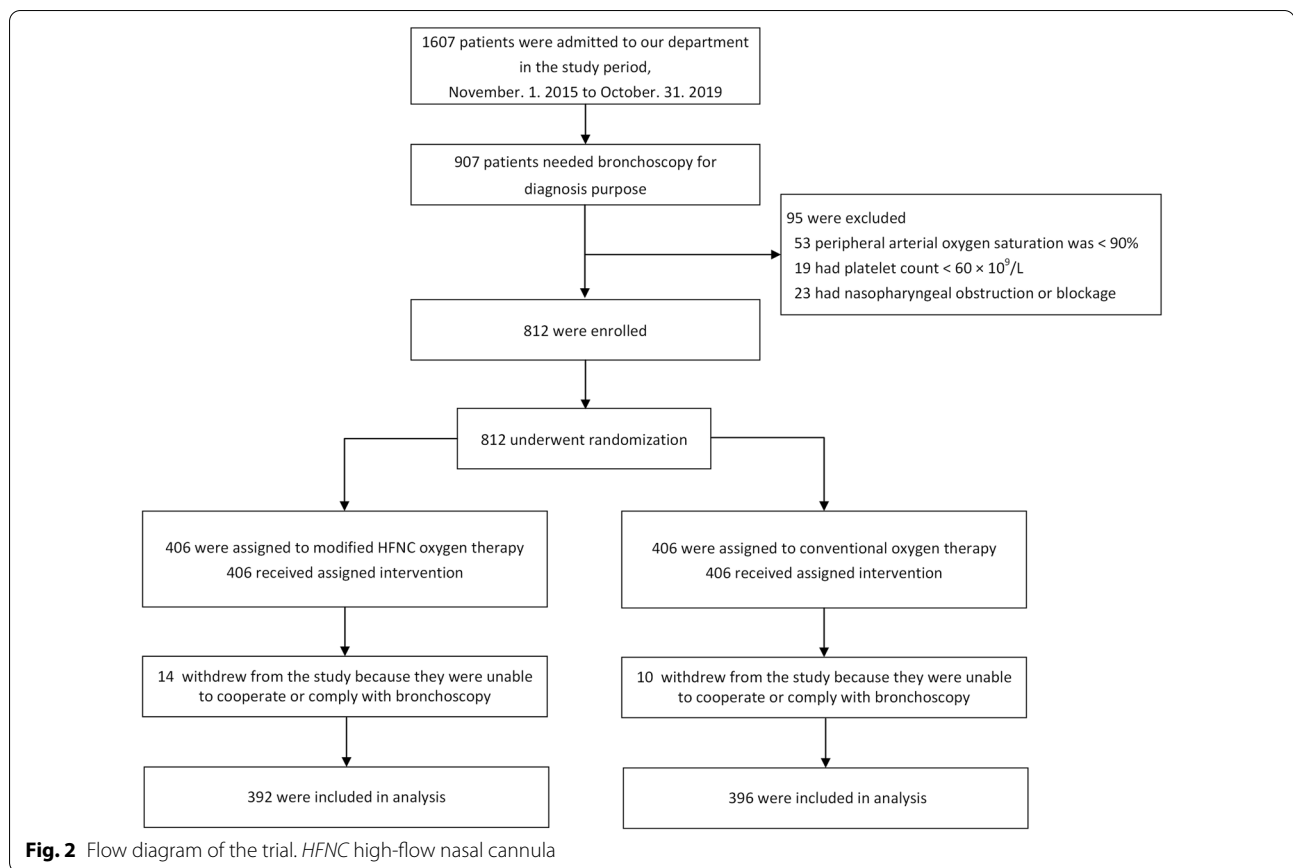 1607 patients were admitted to our department
in the study period,
November. 1. 2015 to October. 31. 2019
907 patients needed bronchoscopy for
diagnosis purpose
95 were excluded
53 peripheral arterial oxygen saturation was < 90%
19 had platelet count < 60 × 10⁹/L
23 had nasopharyngeal obstruction or blockage
812 were enrolled
812 underwent randomization
406 were assigned to modified HFNC oxygen therapy
406 received assigned intervention
406 were assigned to conventional oxygen therapy
406 received assigned intervention
14 withdrew from the study because they were unable
to cooperate or comply with bronchoscopy
10 withdrew from the study because they were unable
to cooperate or comply with bronchoscopy
392 were included in analysis
396 were included in analysis
Fig. 2 Flow diagram of the trial. HFNC high-flow nasal cannula